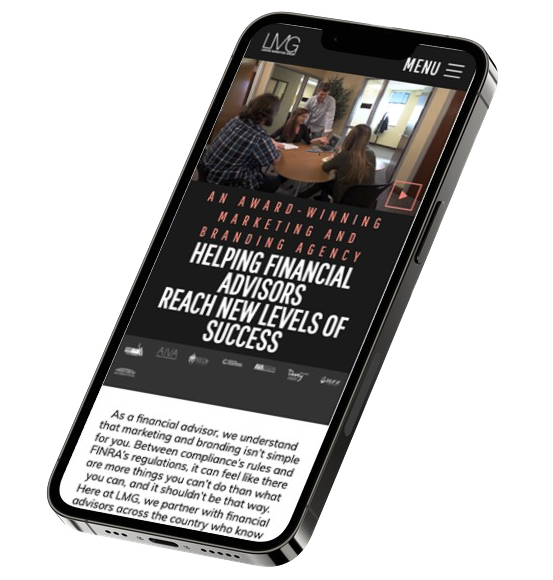 LMG
MENU
AN AWARD-WINNING
MARKETING AND
BRANDING AGENCY
HELPING FINANCIAL
ADVISORS
REACH NEW LEVELS OF
SUCCESS
AIVA
As a financial advisor, we understand
that marketing and branding isn't simple
for you. Between compliance's rules and
FINRA's regulations, it can feel like there
are more things you can't do than what
you can, and it shouldn't be that way.
Here at LMG, we partner with financial
advisors across the country who know